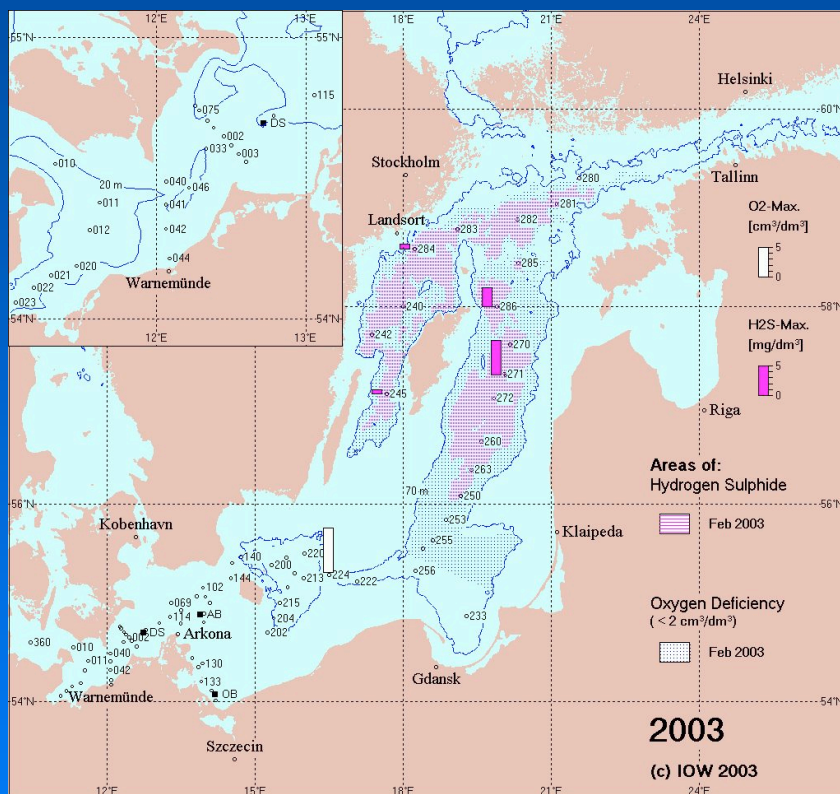 12°E
13°E
55°N
55°N
075
115
DS
002
033
003
010
20 m
040
046
011
041
012
042
020
044
021
022
Warnemünde
023
54°N
54°N
12°E
13°E
18°E
21°E
24°E
Helsinki
60°N
Stockholm
280
Tallinn
281
282
Landsort
283
284
285
O2-Max.
[cm³/dm³]
5
0
240
286
58°N
242
270
H2S-Max.
[mg/dm³]
5
0
271
245
272
Riga
260
263
Areas of:
Hydrogen Sulphide
Feb 2003
70 m
250
56°N
56°N
253
Kobenhavn
Klaipeda
255
140
220
200
256
144
213
224
222
102
Oxygen Deficiency
( < 2 cm³/dm³)
Feb 2003
069
215
114
AB
204
233
002
DS
Arkona
202
360
010
040
011
130
042
133
Gdansk
OB
Warnemünde
54°N
54°N
2003
Szczecin
(c) IOW 2003
12°E
15°E
18°E
21°E
24°E